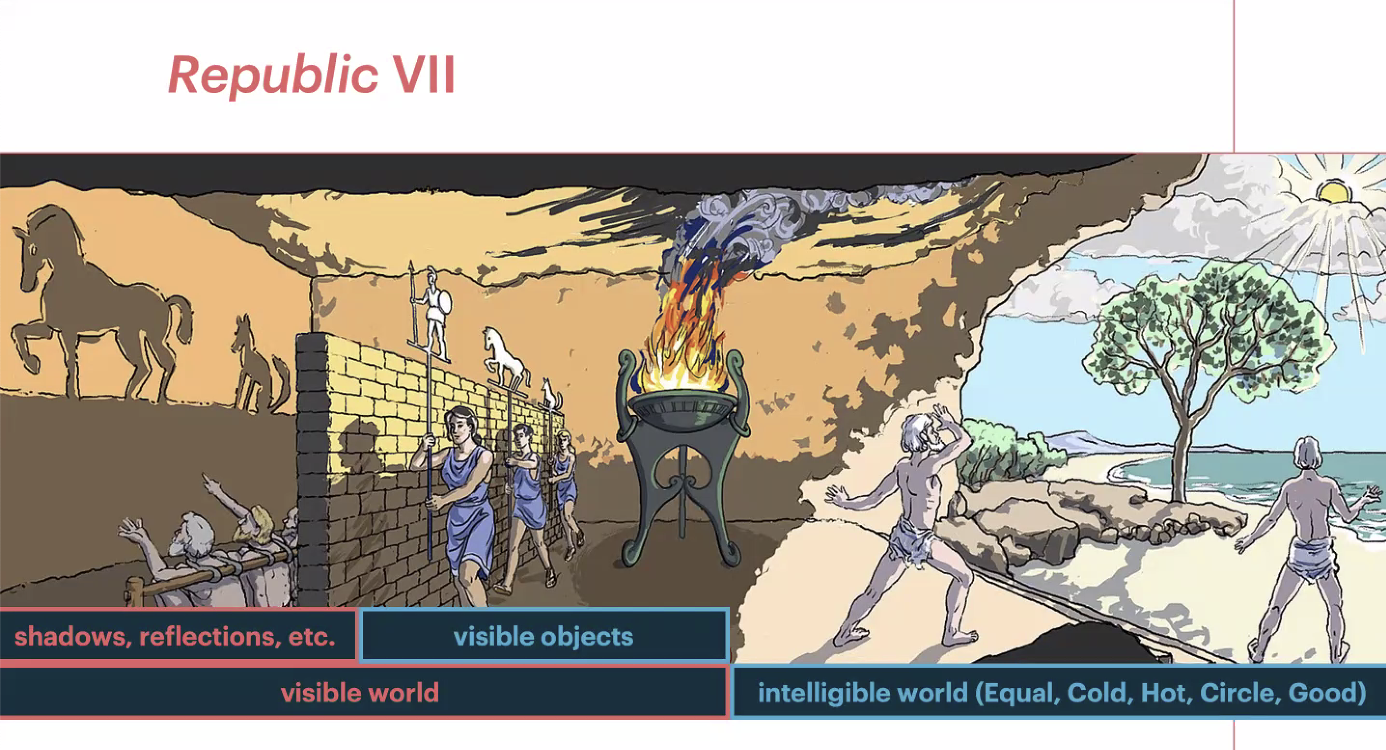 Republic VII
shadows, reflections, etc.
visible objects
visible world
intelligible world (Equal, Cold, Hot, Circle, Good)